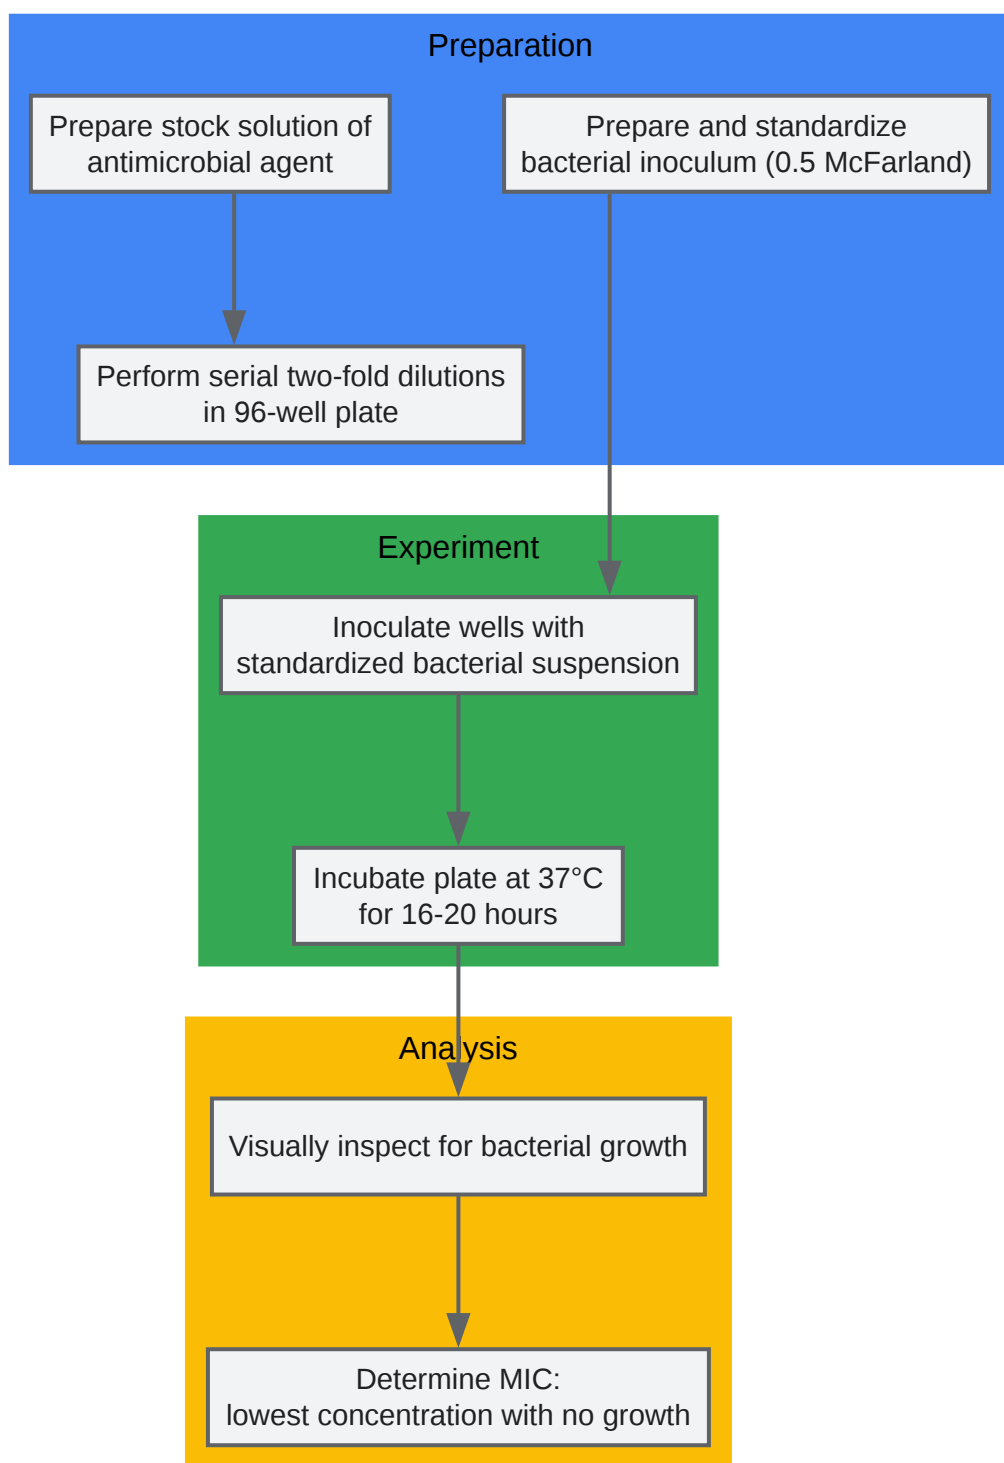 Preparation
Prepare stock solution of
antimicrobial agent
Prepare and standardize
bacterial inoculum (0.5 McFarland)
Perform serial two-fold dilutions
in 96-well plate
Experiment
Inoculate wells with
standardized bacterial suspension
Incubate plate at 37°C
for 16-20 hours
Analysis
Visually inspect for bacterial growth
Determine MIC:
lowest concentration with no growth